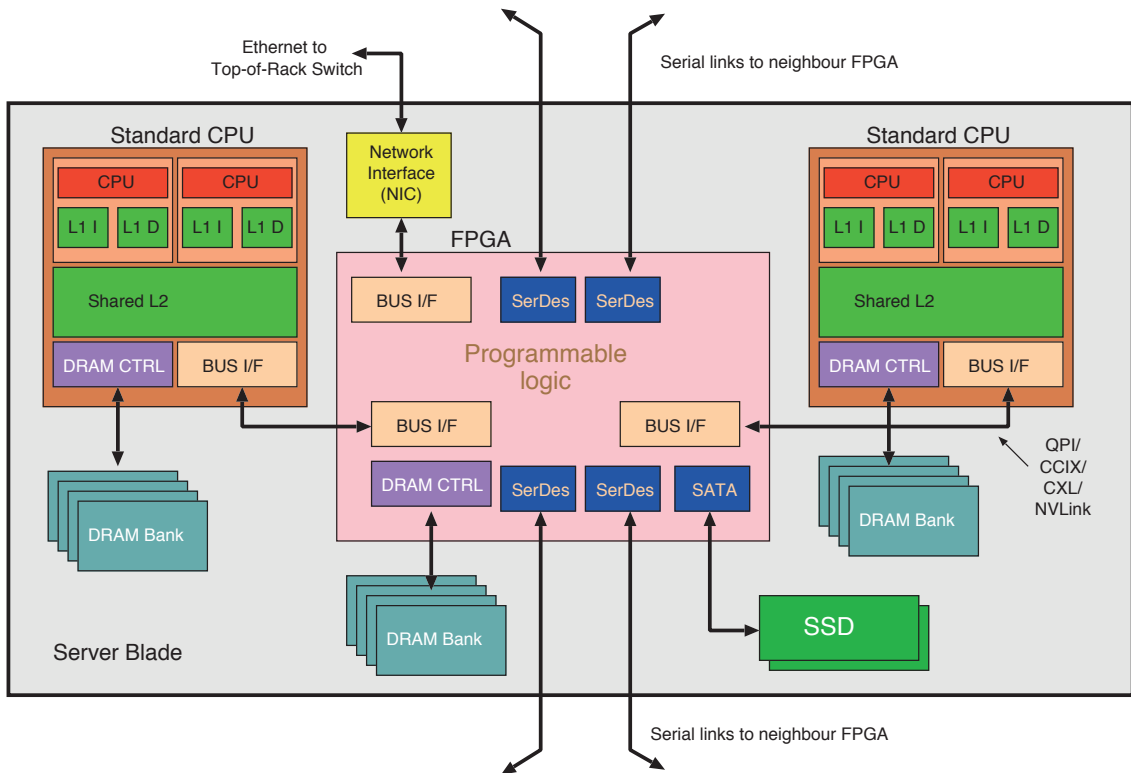 Ethernet to
Top-of-Rack Switch
Serial links to neighbour FPGA
Standard CPU
CPU
CPU
L1 I
L1 D
L1 I
L1 D
Shared L2
DRAM CTRL
BUS I/F
DRAM Bank
Network
Interface
(NIC)
FPGA
BUS I/F
SerDes
SerDes
Programmable
logic
BUS I/F
BUS I/F
DRAM CTRL
SerDes
SerDes
SATA
DRAM Bank
SSD
Standard CPU
CPU
CPU
L1 I
L1 D
L1 I
L1 D
Shared L2
DRAM CTRL
BUS I/F
QPI/
CCIX/
CXL/
NVLink
DRAM Bank
Server Blade
Serial links to neighbour FPGA